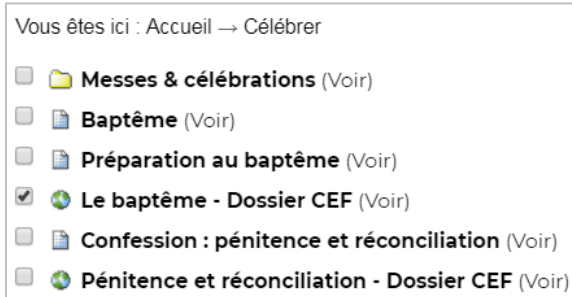 Vous êtes ici : Accueil → Célébrer
Messes & célébrations (Voir)
Baptême (Voir)
Préparation au baptême (Voir)
Le baptême - Dossier CEF (Voir)
Confession : pénitence et réconciliation (Voir)
Pénitence et réconciliation - Dossier CEF (Voir)